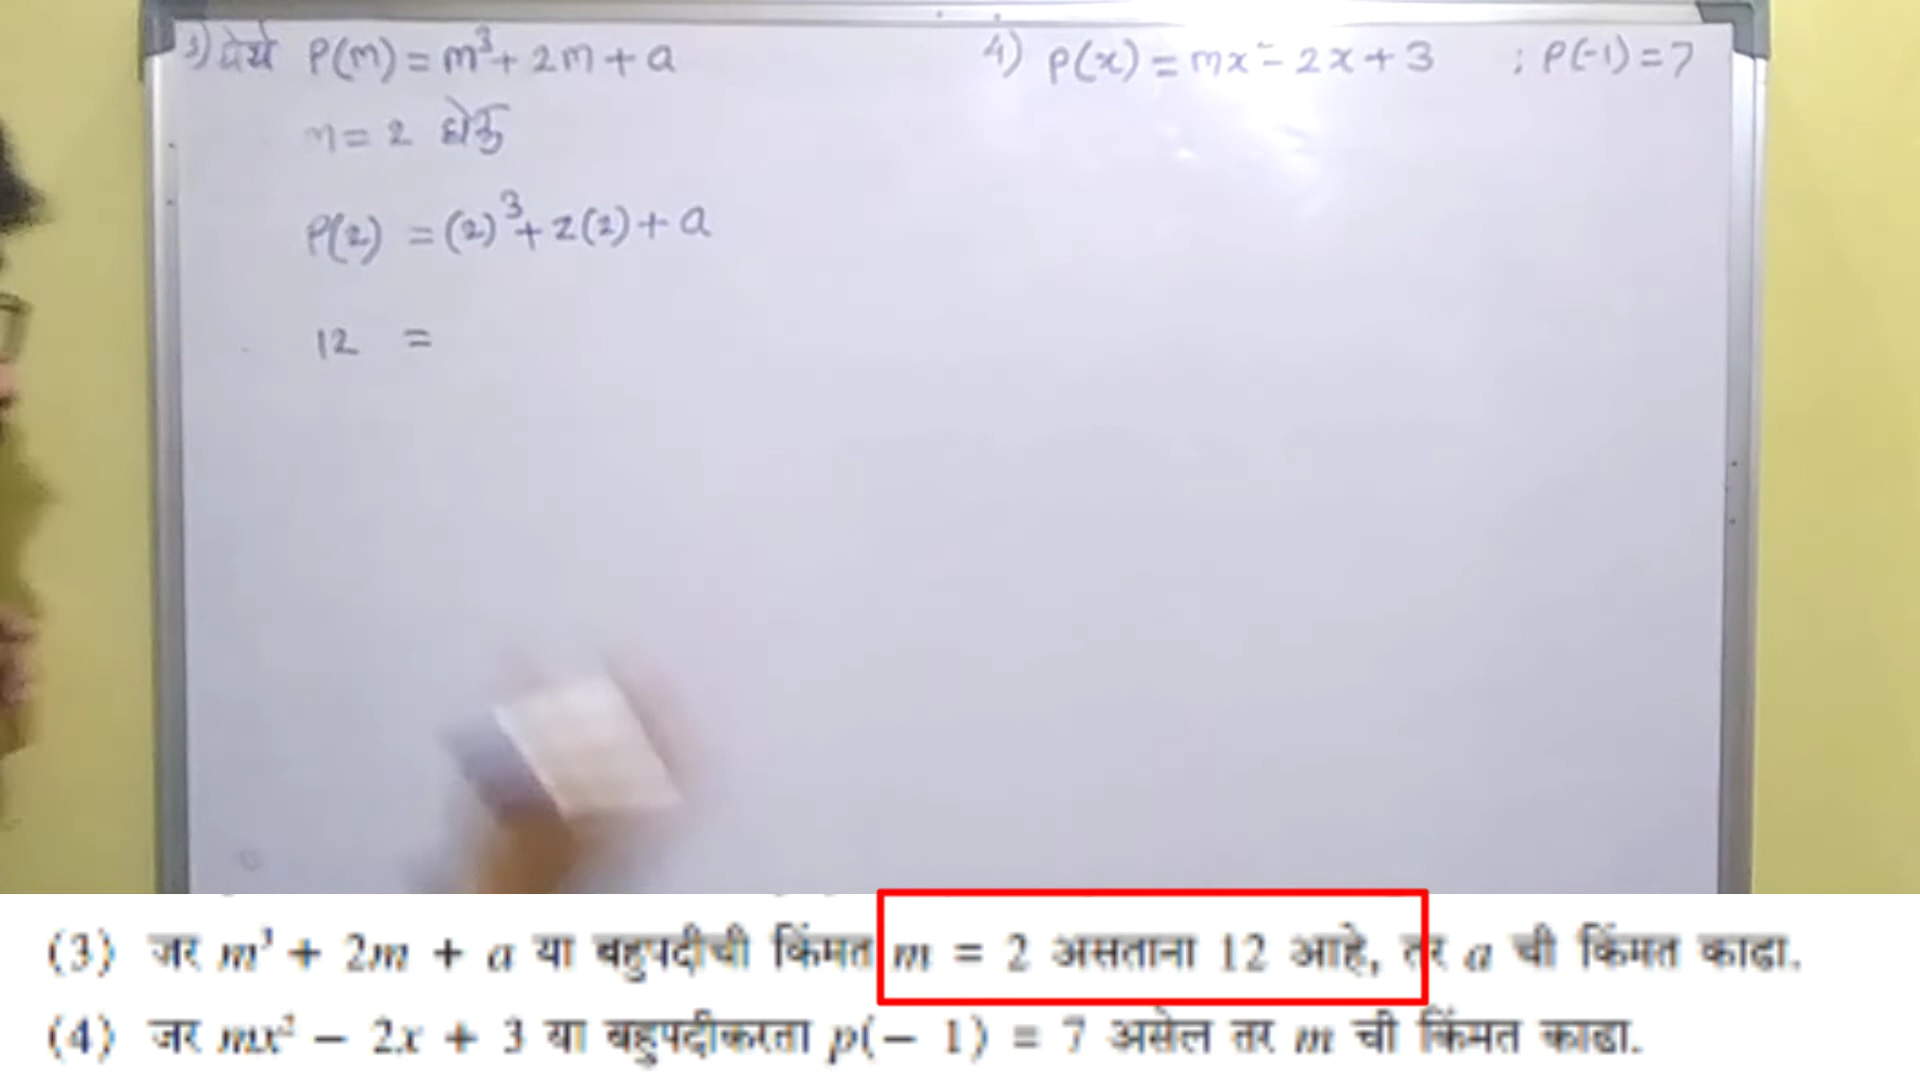 3) येथे P(m) = m³ + 2m + a
m = 2 घेऊ
P(2) = (2)³ + 2(2) + a
12 =
4) P(x) = mx² - 2x + 3 ; P(-1) = 7
(3) जर m³ + 2m + a या बहुपदीची किंमत m = 2 असताना 12 आहे, तर a ची किंमत काढा.
(4) जर mx² − 2x + 3 या बहुपदीकरता p(− 1) = 7 असेल तर m ची किंमत काढा.